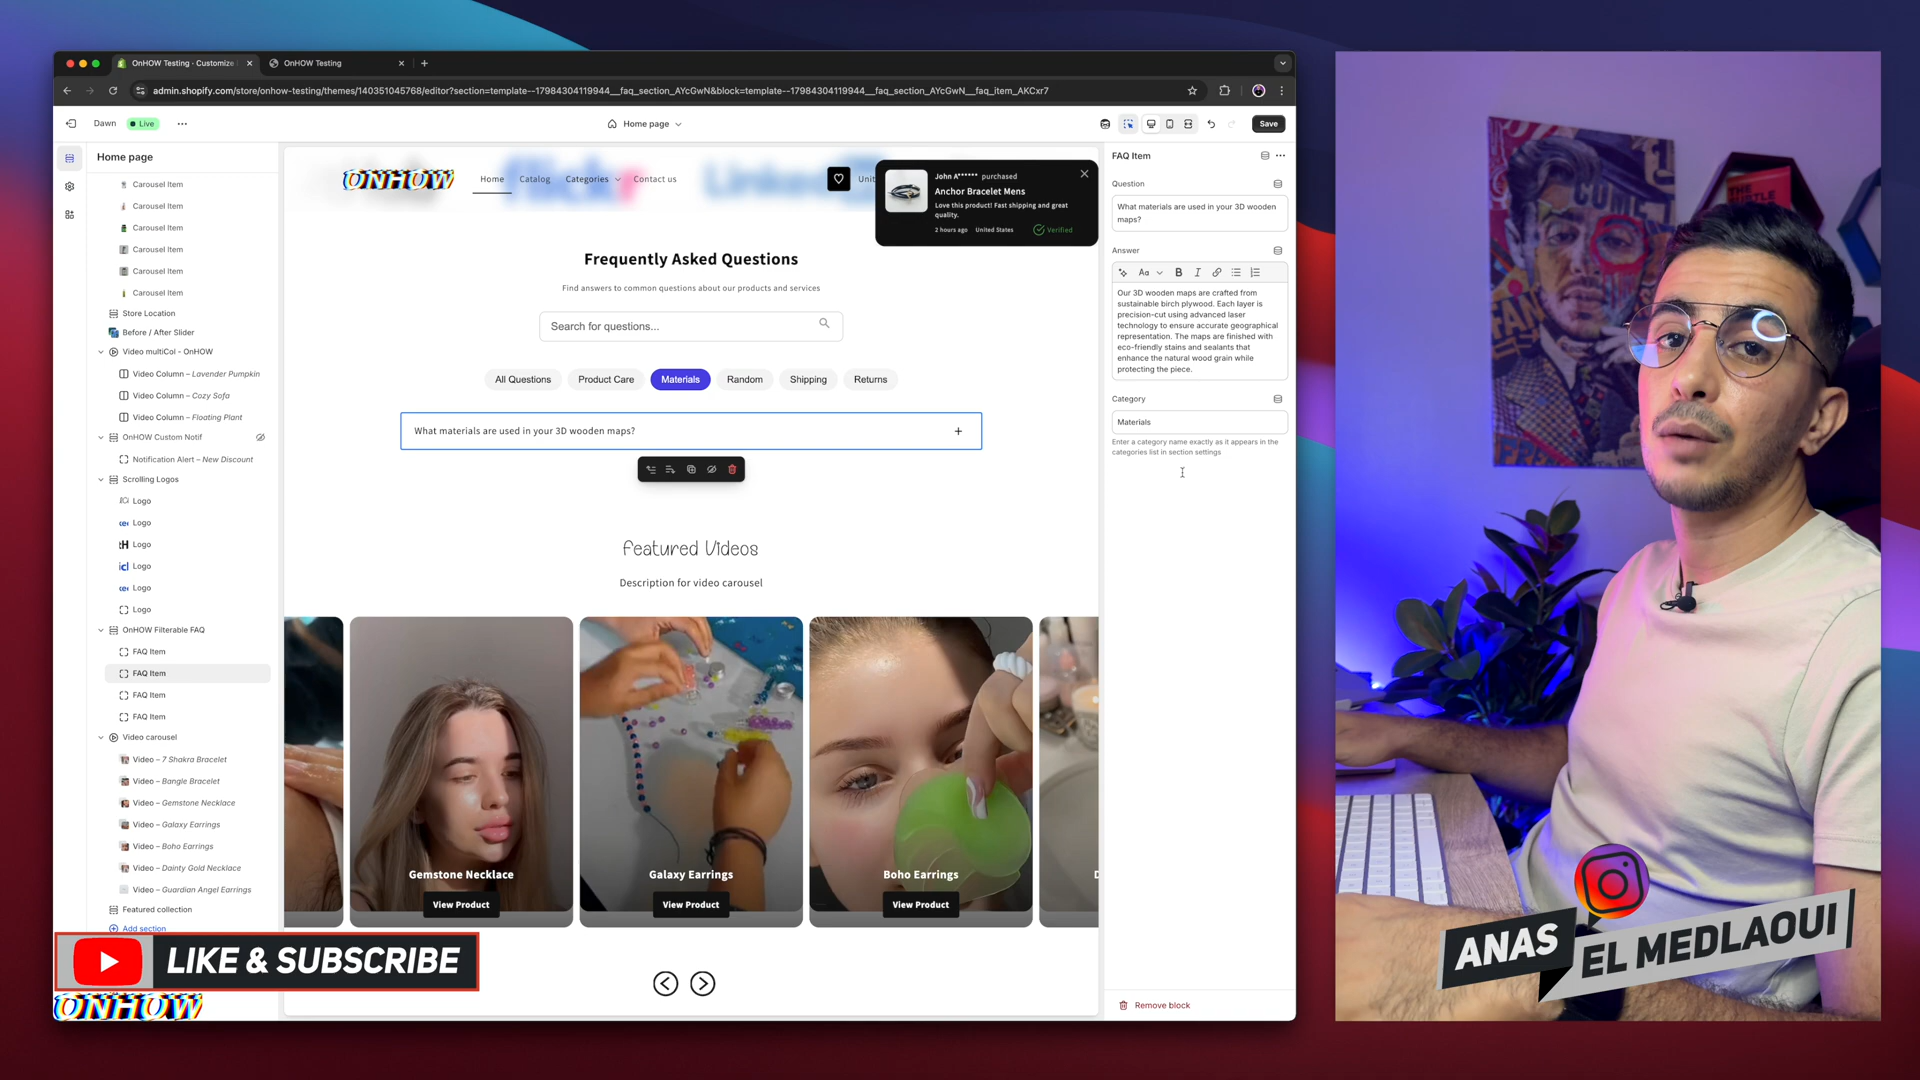 OnHOW Testing · Customize
OnHOW Testing
admin.shopify.com/store/onhow-testing/themes/140351045768/editor?section=template--17984304119944__faq_section_AYcGwN&block=template--17984304119944__faq_section_AYcGwN__faq_item_AKCxr7
Dawn
Live
Home page
Save
Home page
Carousel Item
Carousel Item
Carousel Item
Carousel Item
Carousel Item
Carousel Item
Store Location
Before / After Slider
Video multiCol - OnHOW
Video Column – Lavender Pumpkin
Video Column – Cozy Sofa
Video Column – Floating Plant
OnHOW Custom Notif
Notification Alert – New Discount
Scrolling Logos
Logo
Logo
Logo
Logo
Logo
Logo
OnHOW Filterable FAQ
FAQ Item
FAQ Item
FAQ Item
FAQ Item
Video carousel
Video – 7 Shakra Bracelet
Video – Bangle Bracelet
Video – Gemstone Necklace
Video – Galaxy Earrings
Video – Boho Earrings
Video – Dainty Gold Necklace
Video – Guardian Angel Earrings
Featured collection
Add section
ONHOW
Home
Catalog
Categories
Contact us
flickr
Linked
Unit
John A****** purchased
Anchor Bracelet Mens
Love this product! Fast shipping and great
quality.
2 hours ago
United States
Verified
Frequently Asked Questions
Find answers to common questions about our products and services
Search for questions...
All Questions
Product Care
Materials
Random
Shipping
Returns
What materials are used in your 3D wooden maps?
Featured Videos
Description for video carousel
Gemstone Necklace
View Product
Galaxy Earrings
View Product
Boho Earrings
View Product
D
FAQ Item
Question
What materials are used in your 3D wooden
maps?
Answer
Aa
B
I
Our 3D wooden maps are crafted from
sustainable birch plywood. Each layer is
precision-cut using advanced laser
technology to ensure accurate geographical
representation. The maps are finished with
eco-friendly stains and sealants that
enhance the natural wood grain while
protecting the piece.
Category
Materials
Enter a category name exactly as it appears in the
categories list in section settings
Remove block
LIKE & SUBSCRIBE
ONHOW
COME
THE
THISTLE
ANAS
EL MEDLAOUI